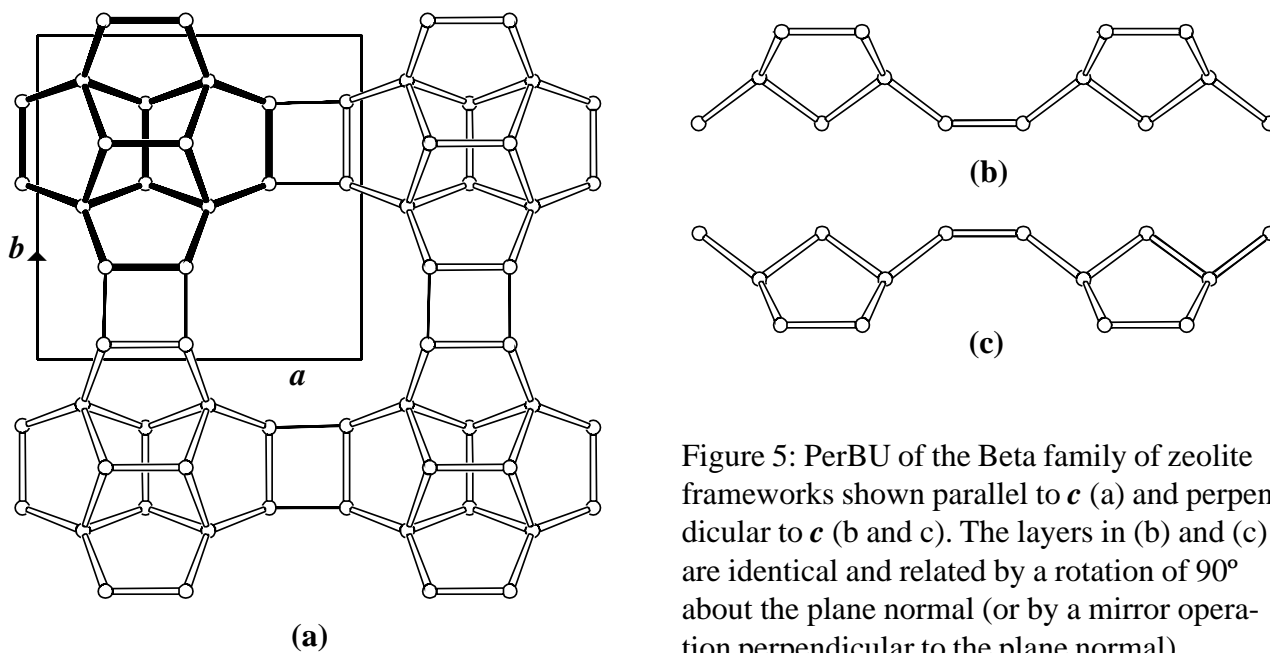 b
a
(a)
(b)
(c)
Figure 5: PerBU of the Beta family of zeolite
frameworks shown parallel to c (a) and perpen
dicular to c (b and c). The layers in (b) and (c)
are identical and related by a rotation of 90º
about the plane normal (or by a mirror opera-
tion perpendicular to the plane normal)